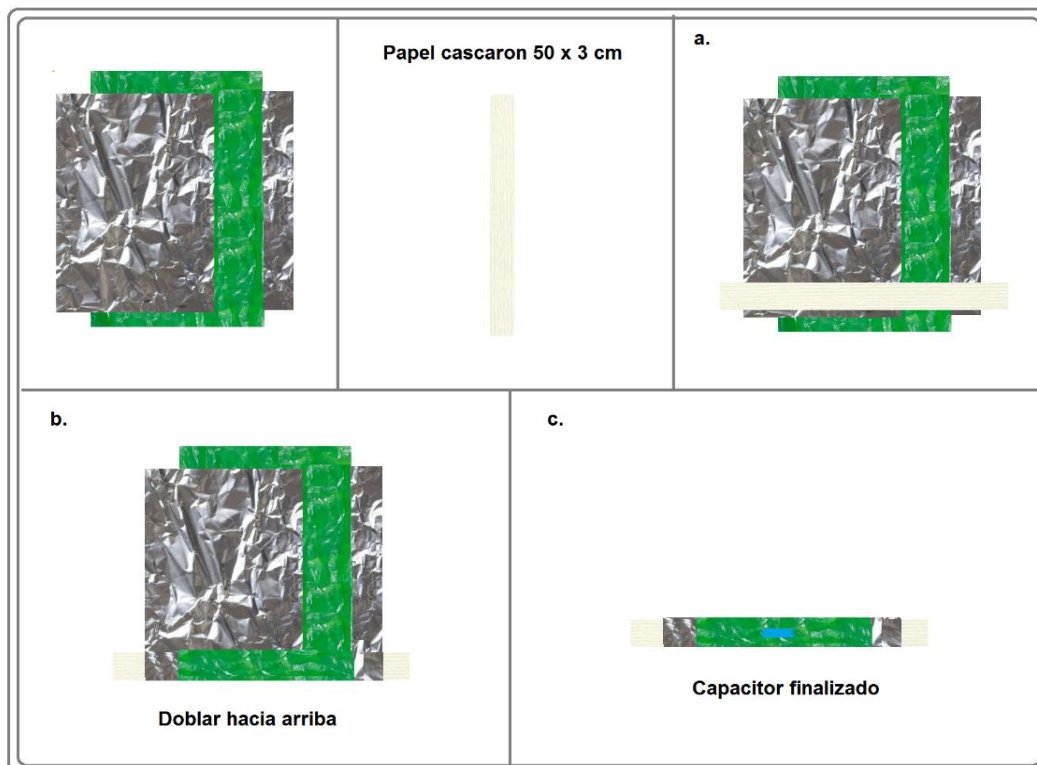 Papel cascaron 50 x 3 cm
a.
b.
Doblar hacia arriba
c.
Capacitor finalizado